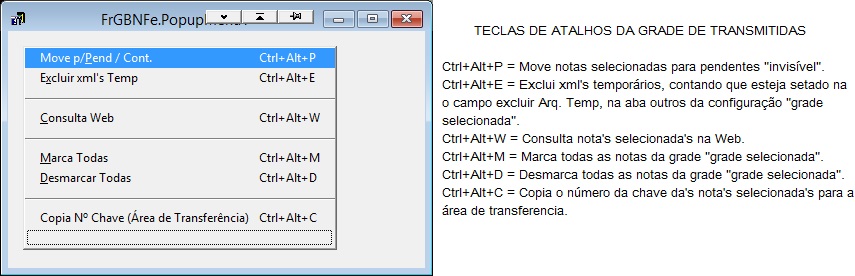 FrGBNFe.PopupMenu1
Move p/Pend / Cont. Ctrl+Alt+P
Excluir xml's Temp Ctrl+Alt+E
Consulta Web Ctrl+Alt+W
Marca Todas Ctrl+Alt+M
Desmarcar Todas Ctrl+Alt+D
Copia Nº Chave (Área de Transferência) Ctrl+Alt+C
TECLAS DE ATALHOS DA GRADE DE TRANSMITIDAS
Ctrl+Alt+P = Move notas selecionadas para pendentes "invisível".
Ctrl+Alt+E = Exclui xml's temporários, contando que esteja setado na
o campo excluir Arq. Temp, na aba outros da configuração "grade
selecionada".
Ctrl+Alt+W = Consulta nota's selecionada's na Web.
Ctrl+Alt+M = Marca todas as notas da grade "grade selecionada".
Ctrl+Alt+D = Desmarca todas as notas da grade "grade selecionada".
Ctrl+Alt+C = Copia o número da chave da's nota's selecionada's para a
área de transferencia.